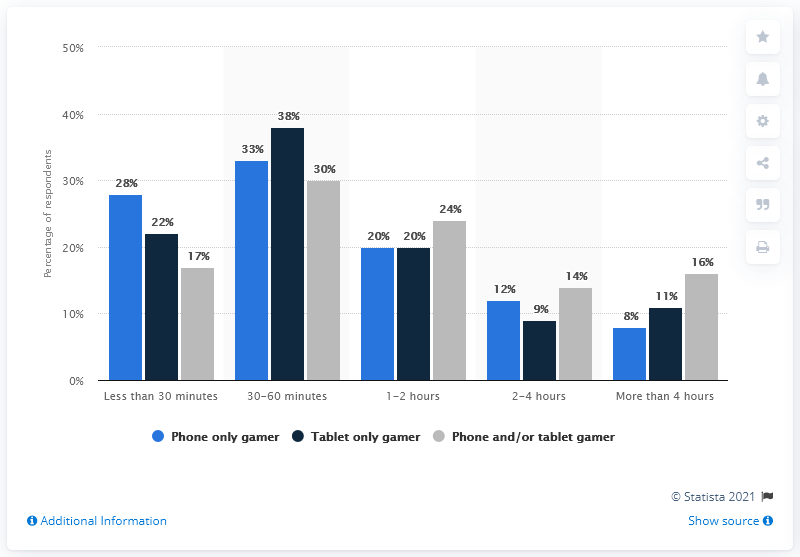 50%
40%
30%
20%
10%
0%
Percentage of respondents
28%
22%
17%
33%
38%
30%
20%
20%
24%
12%
9%
14%
8%
11%
16%
Less than 30 minutes
30-60 minutes
1-2 hours
2-4 hours
More than 4 hours
Phone only gamer
Tablet only gamer
Phone and/or tablet gamer
© Statista 2021
Additional Information
Show source